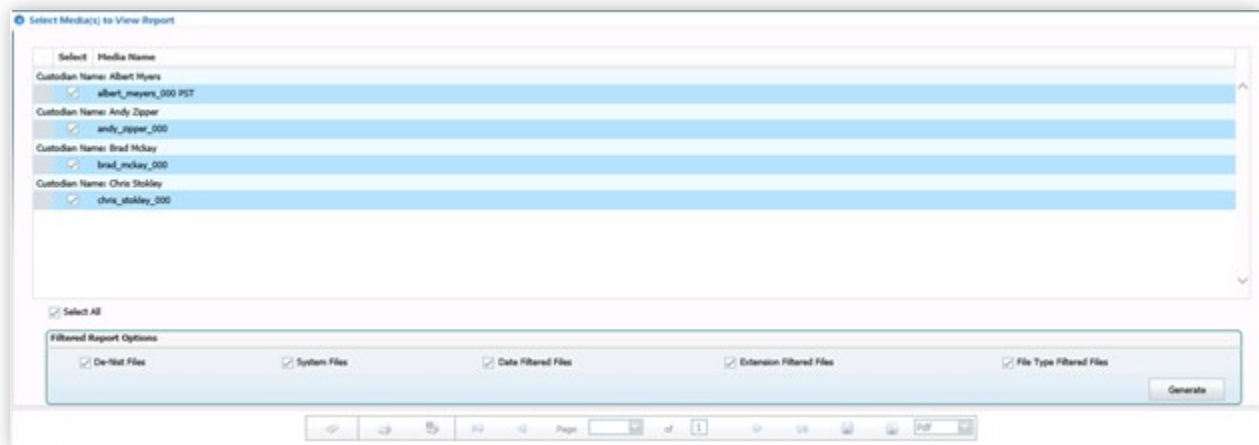 Select Media(s) to View Report
Select Media Name
Custodian Name: Albert Myers
albert_meyers_000 PST
Custodian Name: Andy Zipper
andy_zipper_000
Custodian Name: Brad Mckay
brad_mckay_000
Custodian Name: Chris Stokley
chris_stokley_000
Select All
Filtered Report Options
De-Nist Files System Files Date Filtered Files Extension Filtered Files File Type Filtered Files
Generate
Page of 1 Pdf